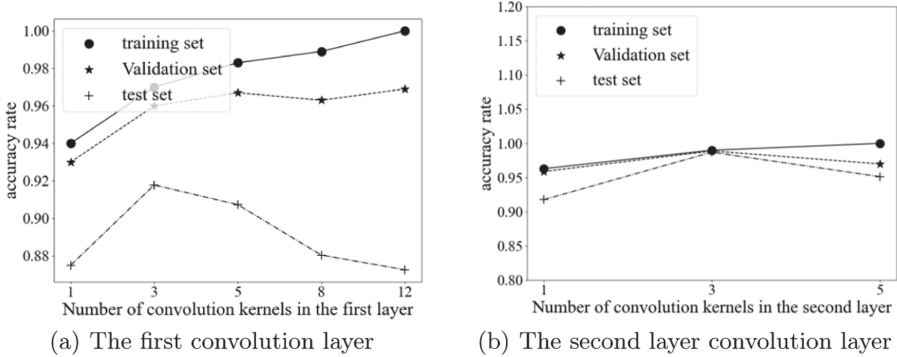 1.00
0.98
0.96
0.94
0.92
0.90
0.88
accuracy rate
training set
Validation set
test set
1 3 5 8 12
Number of convolution kernels in the first layer
(a) The first convolution layer
1.20
1.15
1.10
1.05
1.00
0.95
0.90
0.85
0.80
accuracy rate
training set
Validation set
test set
1 3 5
Number of convolution kernels in the second layer
(b) The second layer convolution layer